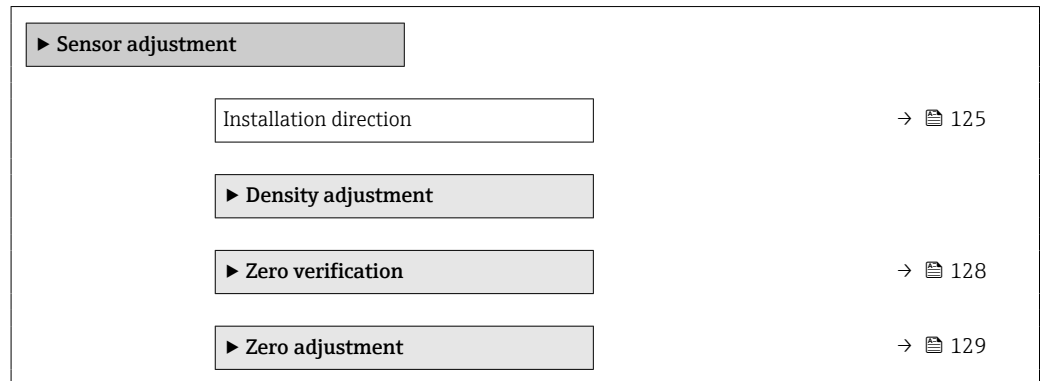 ▶ Sensor adjustment
Installation direction → 🖺 125
▶ Density adjustment
▶ Zero verification → 🖺 128
▶ Zero adjustment → 🖺 129